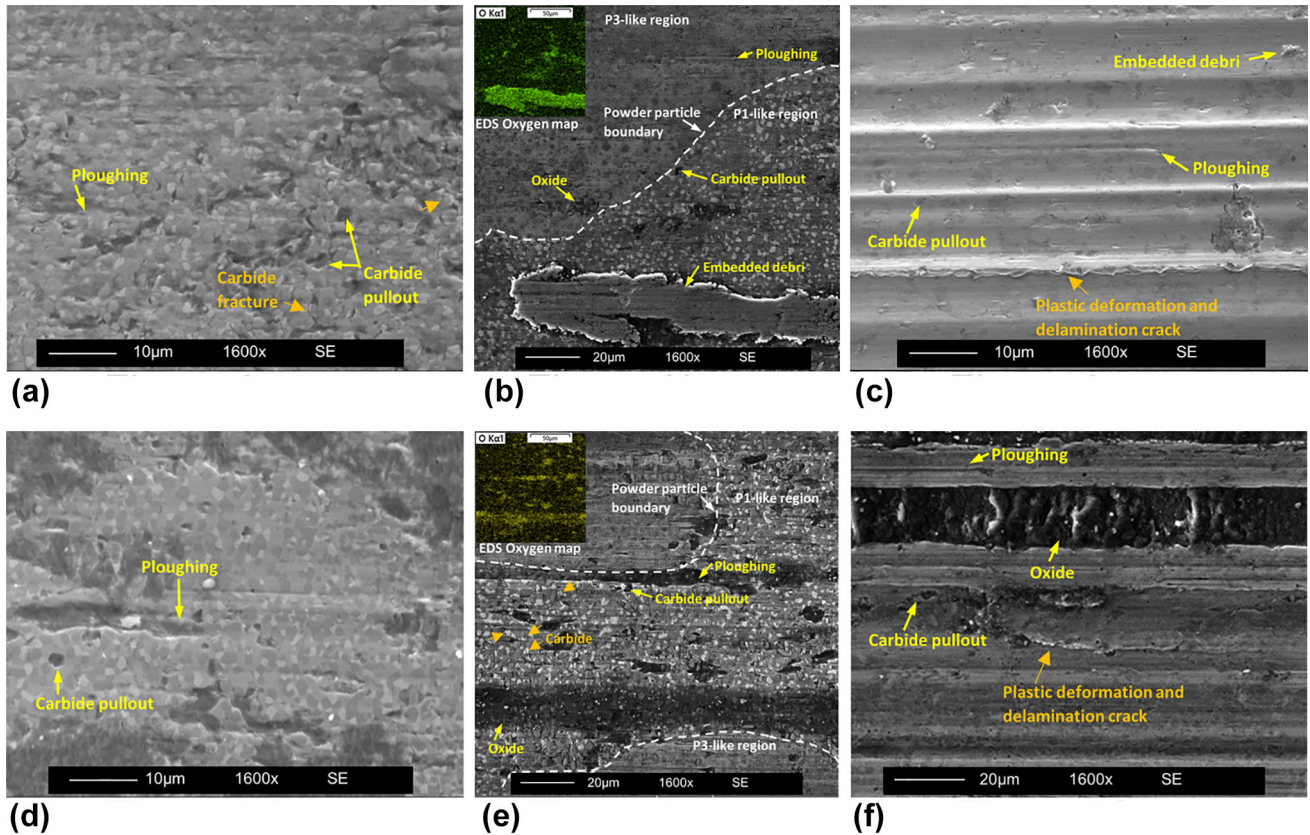 Ploughing
Carbide
fracture
Carbide
pullout
10µm 1600x SE
(a)
O Kα1
50µm
EDS Oxygen map
P3-like region
Ploughing
Powder particle
boundary
P1-like region
Oxide
Carbide pullout
Embedded debri
20µm 1600x SE
(b)
Embedded debri
Ploughing
Carbide pullout
Plastic deformation and
delamination crack
10µm 1600x SE
(c)
Ploughing
Carbide pullout
10µm 1600x SE
(d)
O Kα1
50µm
EDS Oxygen map
Powder particle
boundary
P1-like region
Ploughing
Carbide pullout
Carbide
Oxide
P3-like region
20µm 1600x SE
(e)
Ploughing
Oxide
Carbide pullout
Plastic deformation and
delamination crack
20µm 1600x SE
(f)